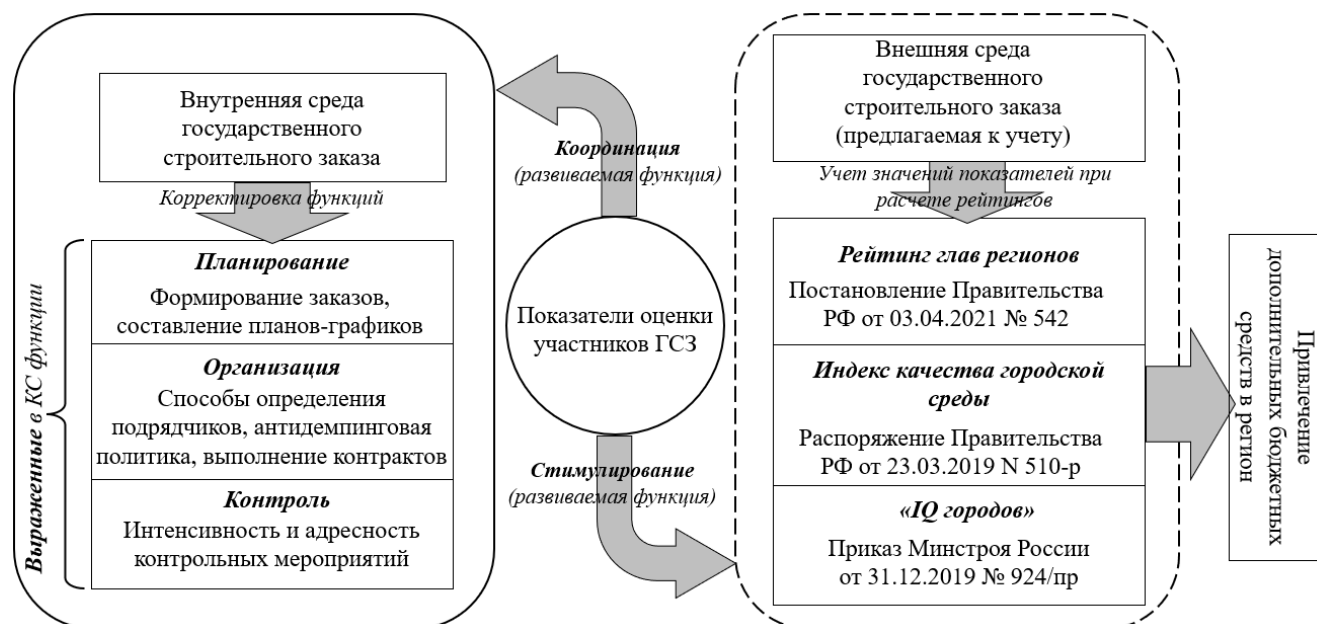 Внутренняя среда
государственного
строительного заказа
Корректировка функций
Выраженные в КС функции
Планирование
Формирование заказов,
составление планов-графиков
Организация
Способы определения
подрядчиков, антидемпинговая
политика, выполнение контрактов
Контроль
Интенсивность и адресность
контрольных мероприятий
Координация
(развиваемая функция)
Показатели оценки
участников ГСЗ
Стимулирование
(развиваемая функция)
Внешняя среда
государственного
строительного заказа
(предлагаемая к учету)
Учет значений показателей при
расчете рейтингов
Рейтинг глав регионов
Постановление Правительства
РФ от 03.04.2021 № 542
Индекс качества городской
среды
Распоряжение Правительства
РФ от 23.03.2019 N 510-р
«IQ городов»
Приказ Минстроя России
от 31.12.2019 № 924/пр
Привлечение
дополнительных бюджетных
средств в регион